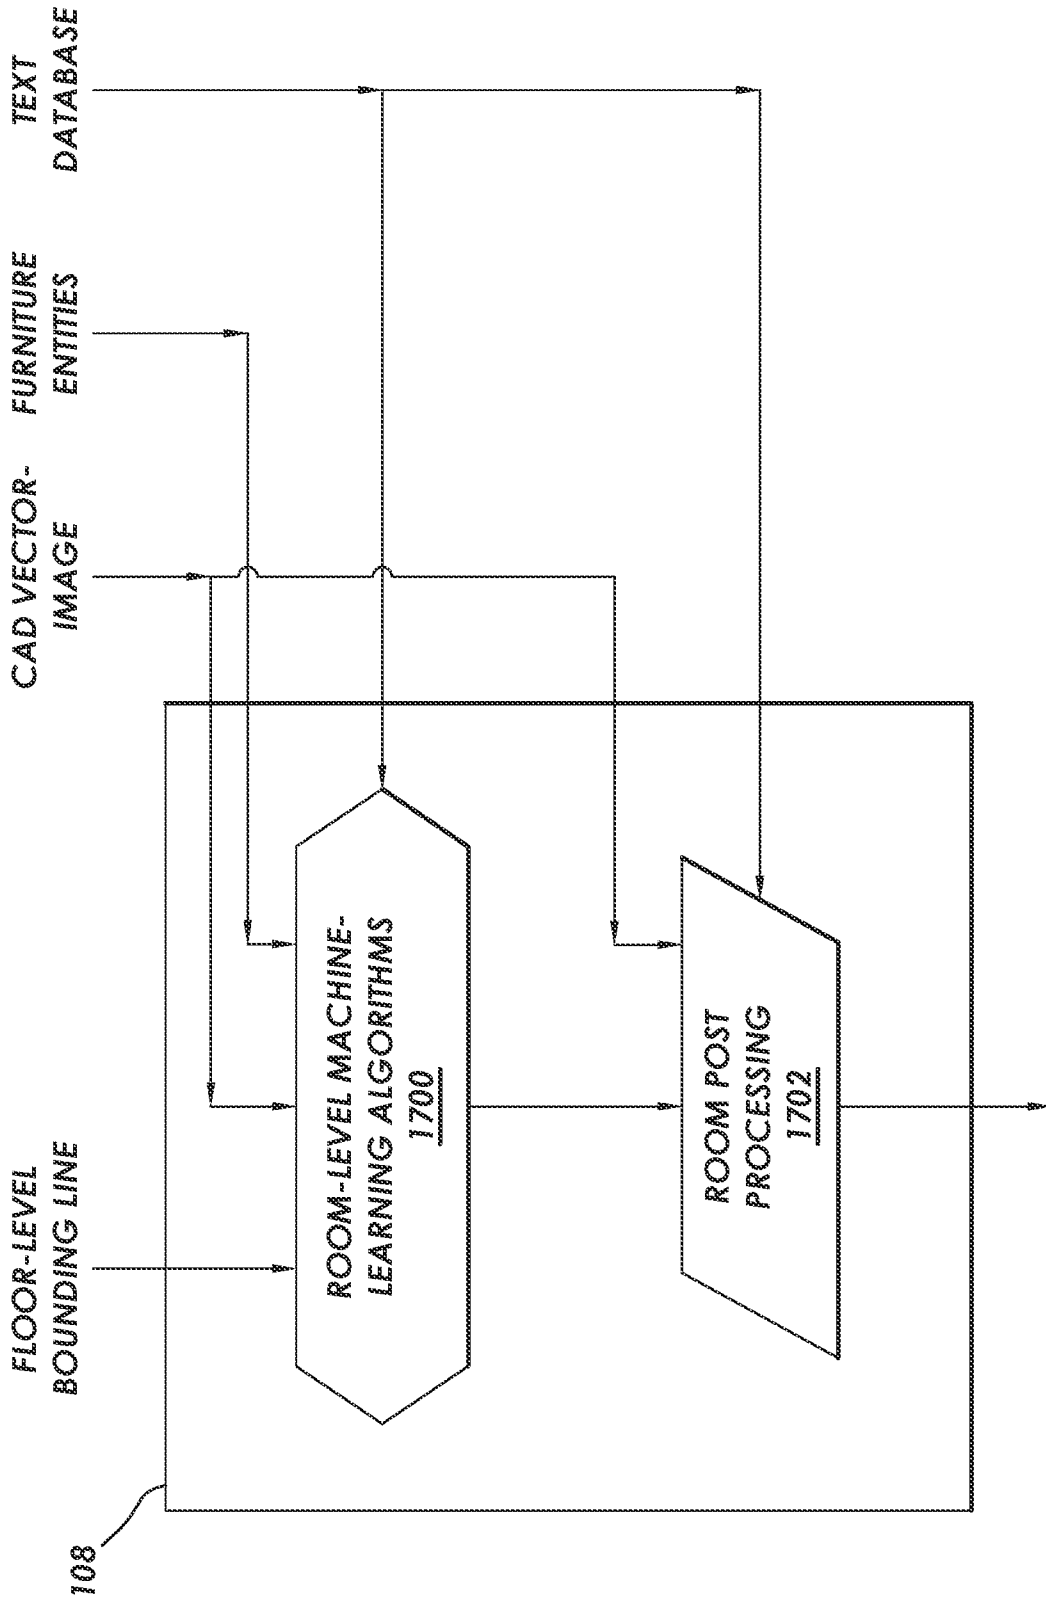 108
FLOOR-LEVEL
BOUNDING LINE
CAD VECTOR-
IMAGE
FURNITURE
ENTITIES
TEXT
DATABASE
ROOM-LEVEL MACHINE-
LEARNING ALGORITHMS
1700
ROOM POST
PROCESSING
1702